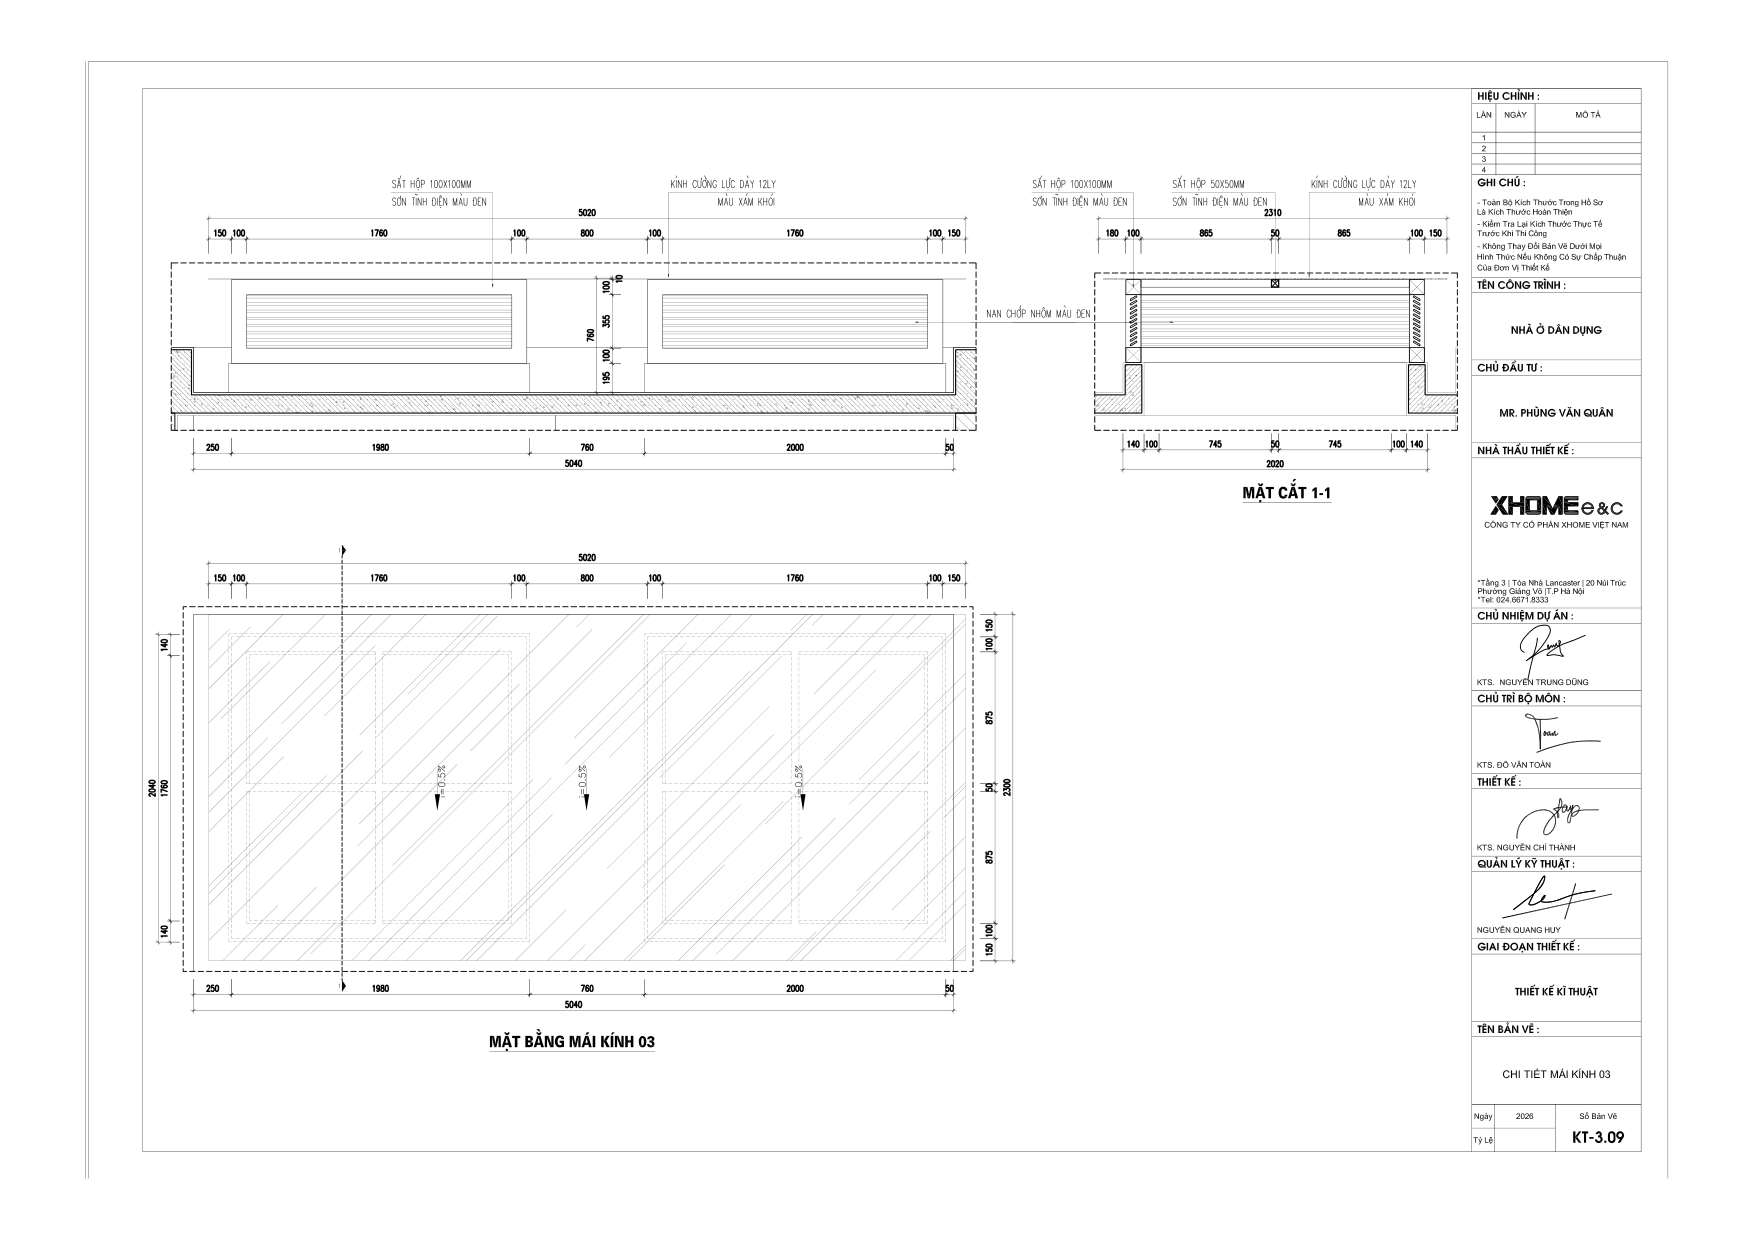 SẮT HỘP 100X100MM
SƠN TĨNH ĐIỆN MÀU ĐEN
KÍNH CƯỜNG LỰC DÀY 12LY
MÀU XÁM KHÓI
5020
150 100 1760 100 800 100 1760 100 150
10
100
355
760
100
195
NAN CHỚP NHÔM MÀU ĐEN
250 1980 760 2000 50
5040
SẮT HỘP 100X100MM
SƠN TĨNH ĐIỆN MÀU ĐEN
SẮT HỘP 50X50MM
SƠN TĨNH ĐIỆN MÀU ĐEN
KÍNH CƯỜNG LỰC DÀY 12LY
MÀU XÁM KHÓI
2310
180 100 865 50 865 100 150
140 100 745 50 745 100 140
2020
MẶT CẮT 1-1
5020
150 100 1760 100 800 100 1760 100 150
140
2040
1760
140
i=0.5%
i=0.5%
i=0.5%
150
100
875
50
2300
875
100
150
250 1980 760 2000 50
5040
MẶT BẰNG MÁI KÍNH 03
HIỆU CHỈNH :
LẦN NGÀY MÔ TẢ
1
2
3
4
GHI CHÚ :
- Toàn Bộ Kích Thước Trong Hồ Sơ
Là Kích Thước Hoàn Thiện
- Kiểm Tra Lại Kích Thước Thực Tế
Trước Khi Thi Công
- Không Thay Đổi Bản Vẽ Dưới Mọi
Hình Thức Nếu Không Có Sự Chấp Thuận
Của Đơn Vị Thiết Kế
TÊN CÔNG TRÌNH :
NHÀ Ở DÂN DỤNG
CHỦ ĐẦU TƯ :
MR. PHÙNG VĂN QUÂN
NHÀ THẦU THIẾT KẾ :
XHOME e&c
CÔNG TY CỔ PHẦN XHOME VIỆT NAM
*Tầng 3 | Tòa Nhà Lancaster | 20 Núi Trúc
Phường Giảng Võ |T.P Hà Nội
*Tel: 024.6671.8333
CHỦ NHIỆM DỰ ÁN :
KTS. NGUYỄN TRUNG DŨNG
CHỦ TRÌ BỘ MÔN :
Toàn
KTS. ĐỖ VĂN TOÀN
THIẾT KẾ :
KTS. NGUYỄN CHÍ THÀNH
QUẢN LÝ KỸ THUẬT :
NGUYỄN QUANG HUY
GIAI ĐOẠN THIẾT KẾ :
THIẾT KẾ KĨ THUẬT
TÊN BẢN VẼ :
CHI TIẾT MÁI KÍNH 03
Ngày 2026 Số Bản Vẽ
Tỷ Lệ KT-3.09